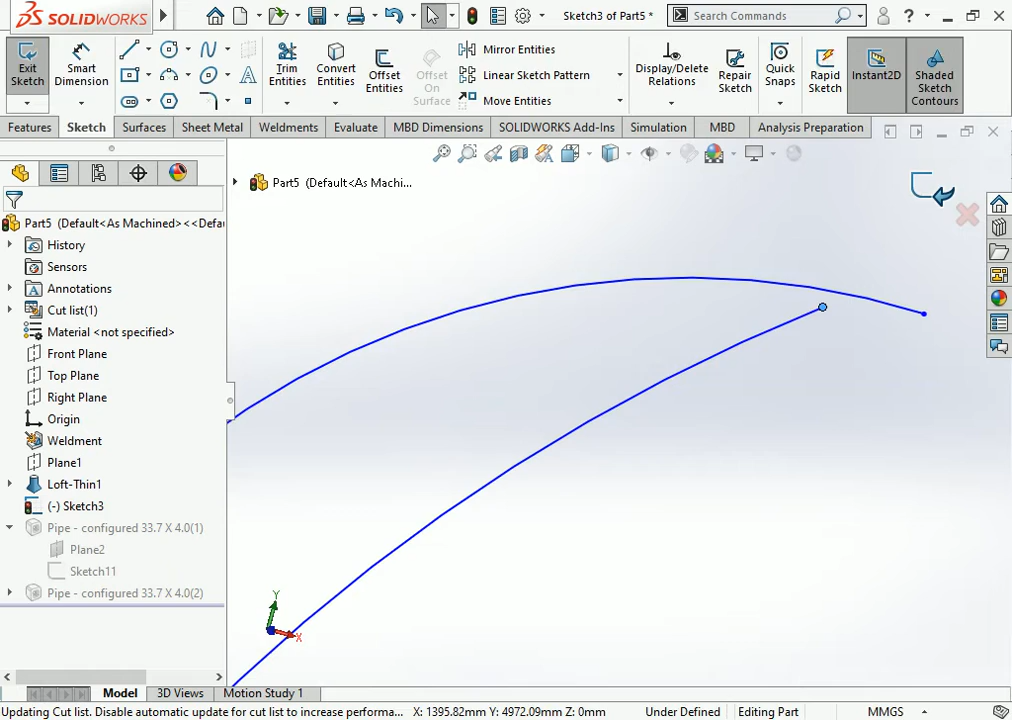 SOLIDWORKS
Sketch3 of Part5 *
Search Commands
?
Exit Sketch
Smart Dimension
Trim Entities
Convert Entities
Offset Entities
Offset On Surface
Mirror Entities
Linear Sketch Pattern
Move Entities
Display/Delete Relations
Repair Sketch
Quick Snaps
Rapid Sketch
Instant2D
Shaded Sketch Contours
Features
Sketch
Surfaces
Sheet Metal
Weldments
Evaluate
MBD Dimensions
SOLIDWORKS Add-Ins
Simulation
MBD
Analysis Preparation
Part5 (Default<As Machi...
Part5 (Default<As Machined><<Defau
History
Sensors
Annotations
Cut list(1)
Material <not specified>
Front Plane
Top Plane
Right Plane
Origin
Weldment
Plane1
Loft-Thin1
(-) Sketch3
Pipe - configured 33.7 X 4.0(1)
Plane2
Sketch11
Pipe - configured 33.7 X 4.0(2)
Y
X
Model
3D Views
Motion Study 1
Updating Cut list. Disable automatic update for cut list to increase performa...
X: 1395.82mm Y: 4972.09mm Z: 0mm
Under Defined
Editing Part
MMGS